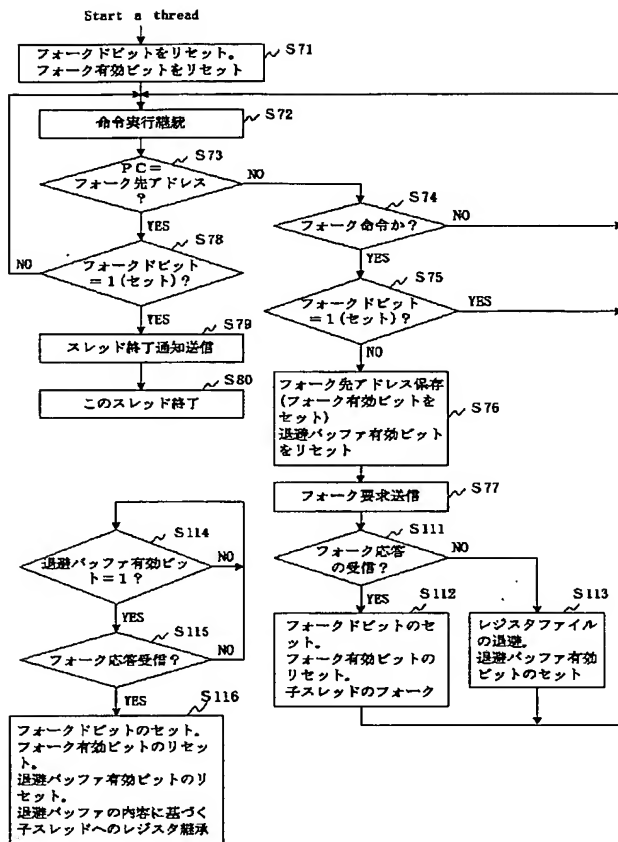 Start a thread
フォークドビットをリセット。
フォーク有効ビットをリセット
S71
命令実行継続
S72
PC=
フォーク先アドレス
?
S73
NO
YES
フォーク命令か?
S74
NO
YES
フォークドビット
=1(セット)?
S78
NO
YES
フォークドビット
=1(セット)?
S75
YES
NO
スレッド終了通知送信
S79
このスレッド終了
S80
フォーク先アドレス保存
(フォーク有効ビットを
セット)
退避バッファ有効ビット
をリセット
S76
フォーク要求送信
S77
フォーク応答
の受信?
S111
NO
YES
フォークドビットのセ
ット。
フォーク有効ビットの
リセット。
子スレッドのフォーク
S112
レジスタファイル
の退避。
退避バッファ有効
ビットのセット
S113
退避バッファ有効ビッ
ト=1?
S114
NO
YES
フォーク応答受信?
S115
NO
YES
S116
フォークドビットのセット。
フォーク有効ビットのリセッ
ト。
退避バッファ有効ビットのリ
セット。
退避バッファの内容に基づく
子スレッドへのレジスタ継承